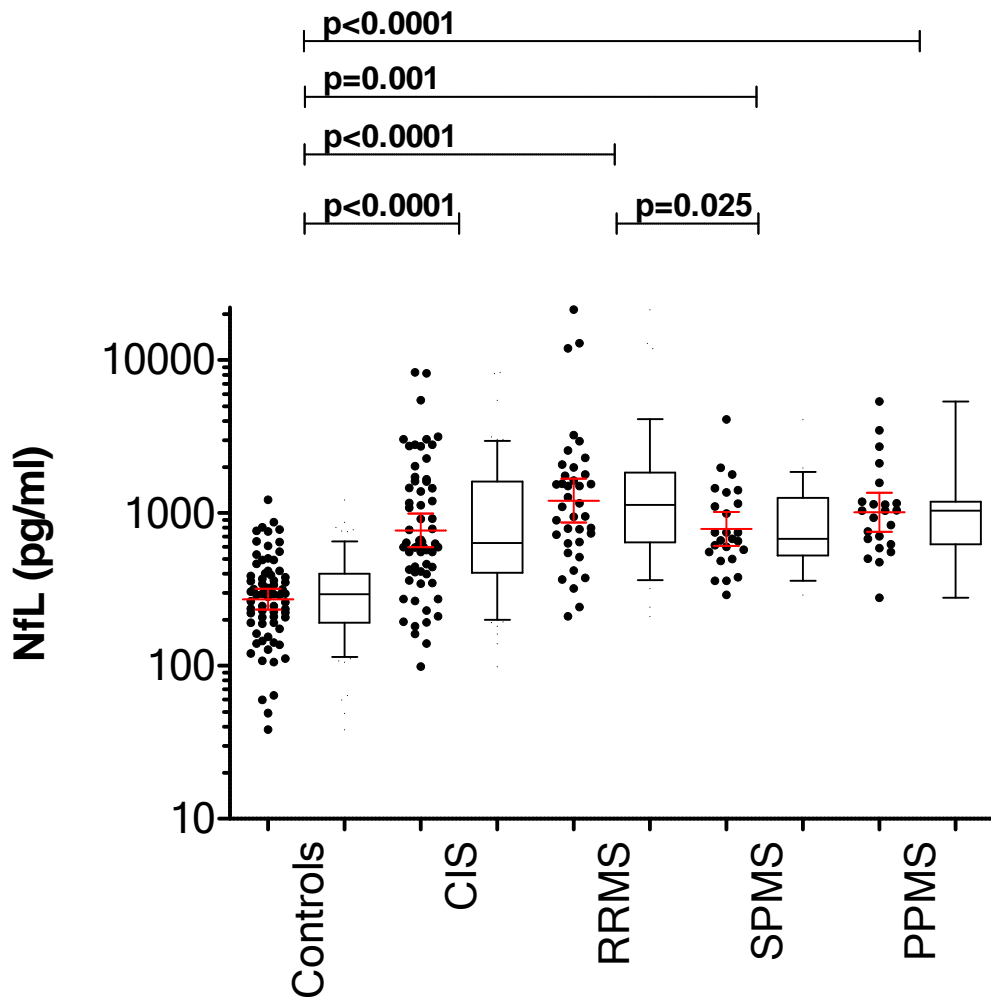 p<0.0001
p=0.001
p<0.0001
p<0.0001 p=0.025
NfL (pg/ml)
10000
1000
100
10
Controls
CIS
RRMS
SPMS
PPMS